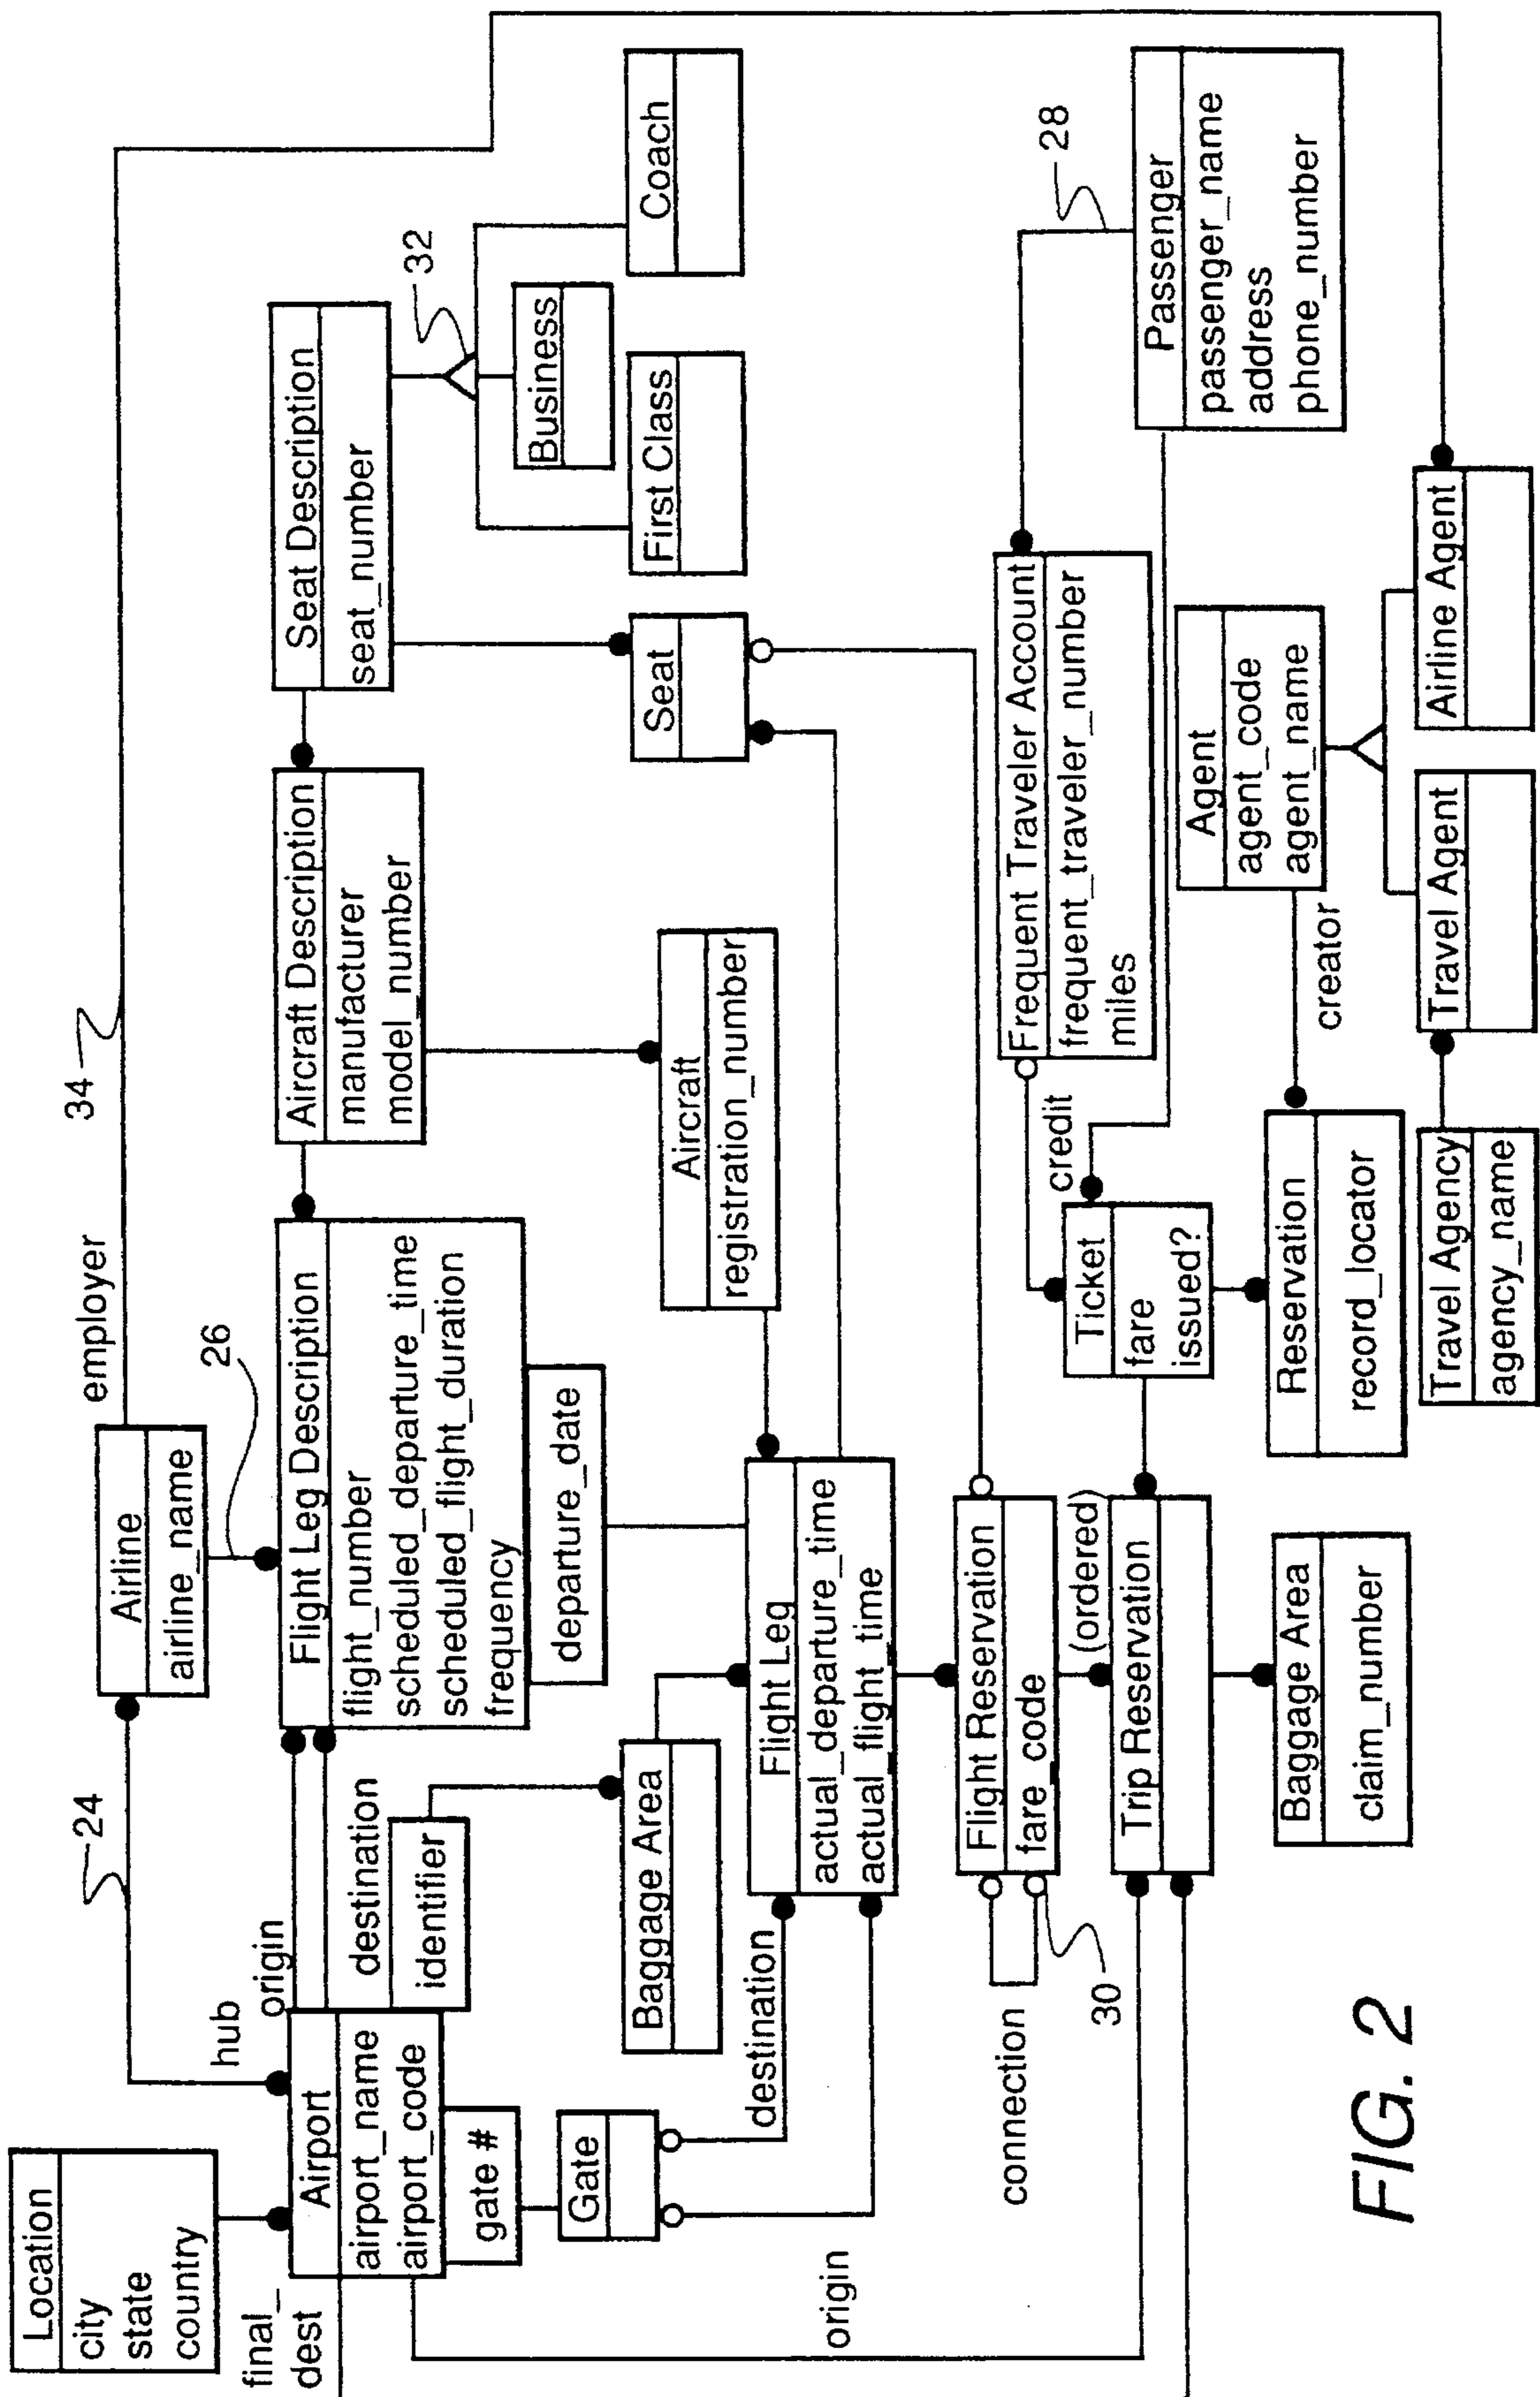 34
employer
24
26
Location
city
state
country
hub
origin
final_
dest
Airport
airport_name
airport_code
gate #
destination
identifier
Airline
airline_name
Flight Leg Description
flight_number
scheduled_departure_time
scheduled_flight_duration
frequency
departure_date
Aircraft Description
manufacturer
model_number
Seat Description
seat_number
32
Business
First Class
Coach
Gate
Baggage Area
Aircraft
registration_number
Seat
destination
origin
Flight Leg
actual_departure_time
actual_flight_time
connection
30
Flight Reservation
fare_code
(ordered)
Trip Reservation
Baggage Area
claim_number
credit
Ticket
fare
issued?
Frequent Traveler Account
frequent_traveler_number
miles
28
Passenger
passenger_name
address
phone_number
Reservation
record_locator
creator
Agent
agent_code
agent_name
Travel Agency
agency_name
Travel Agent
Airline Agent
FIG. 2